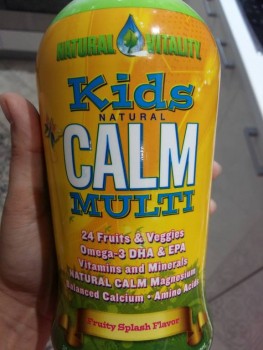 NATURAL VITALITY
Kids
NATURAL
CALM
MULTI
24 Fruits & Veggies
Omega-3 DHA & EPA
Vitamins and Minerals
NATURAL CALM Magnesium
Balanced Calcium • Amino Acids
Fruity Splash Flavor